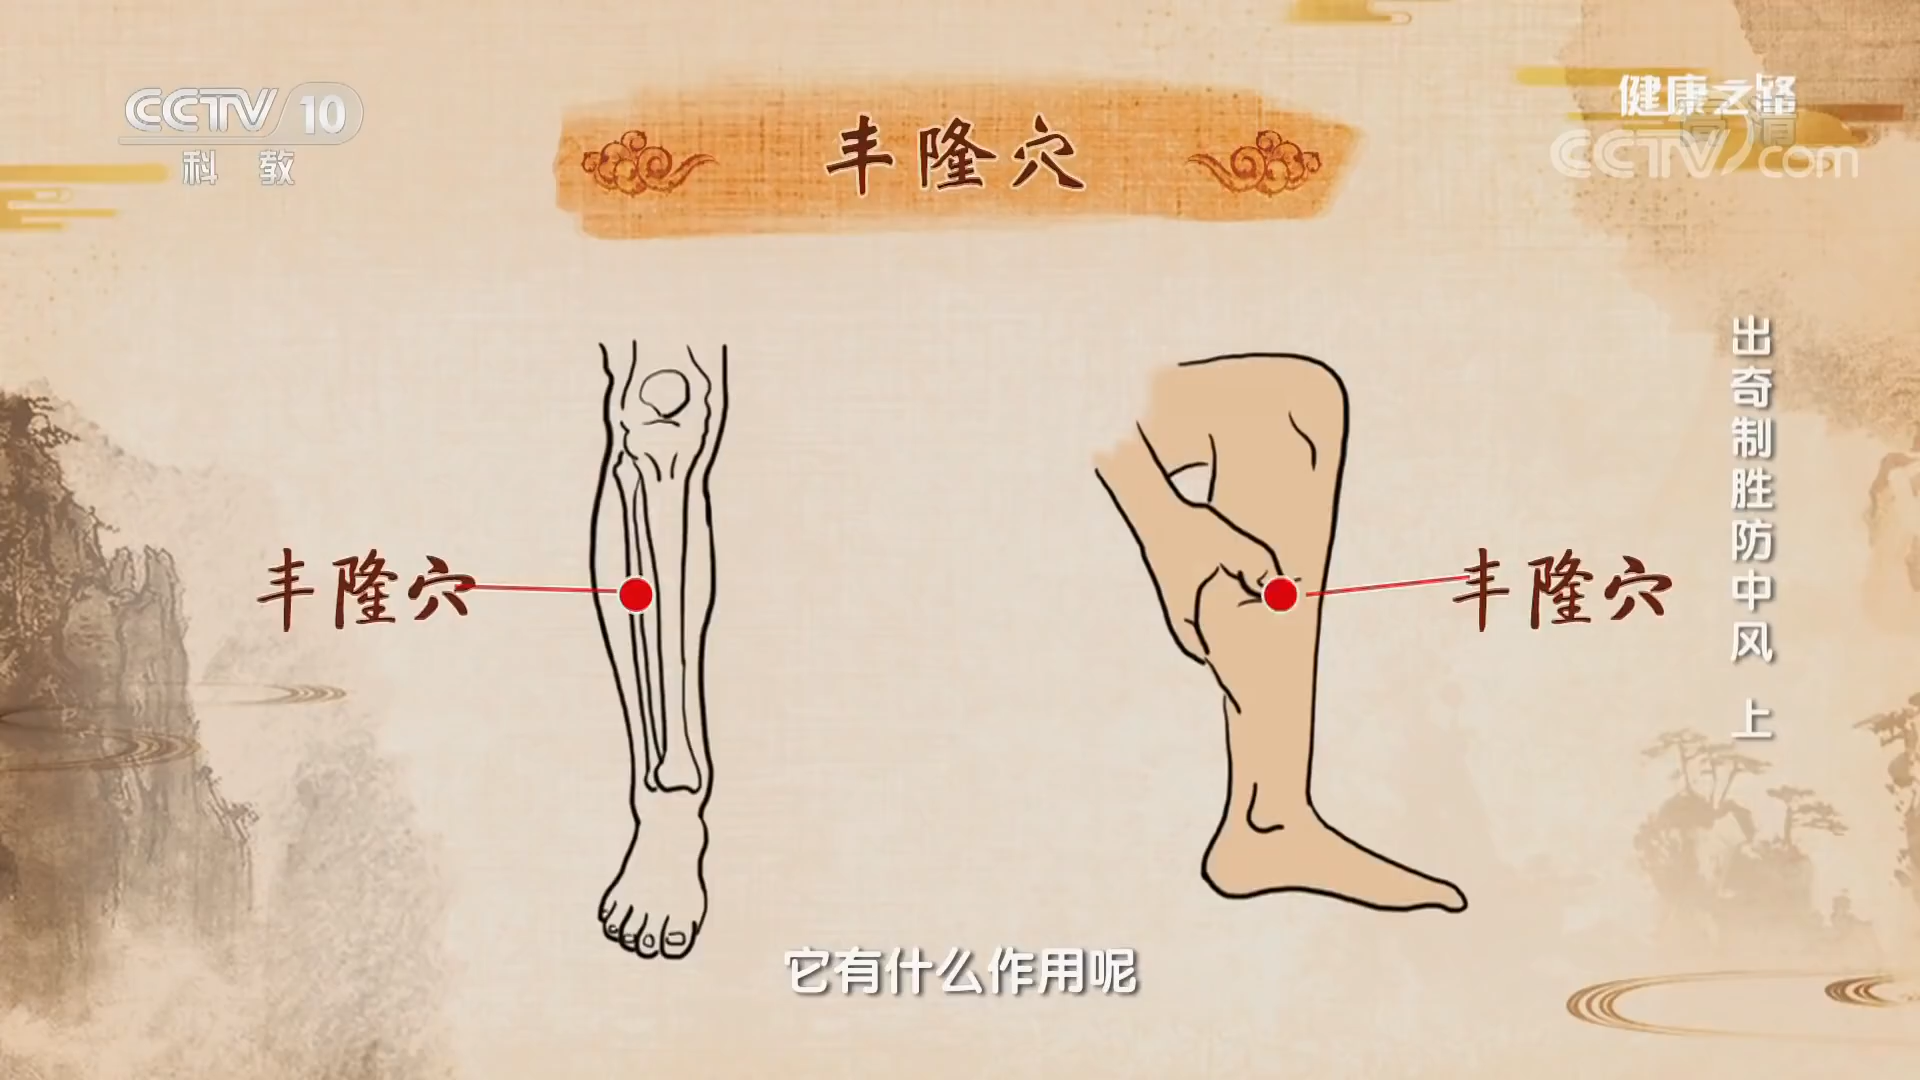 CCTV 10
科 教
丰隆穴
健康之路
CCTV.com
丰隆穴
丰隆穴
出奇制胜防中风 上
它有什么作用呢